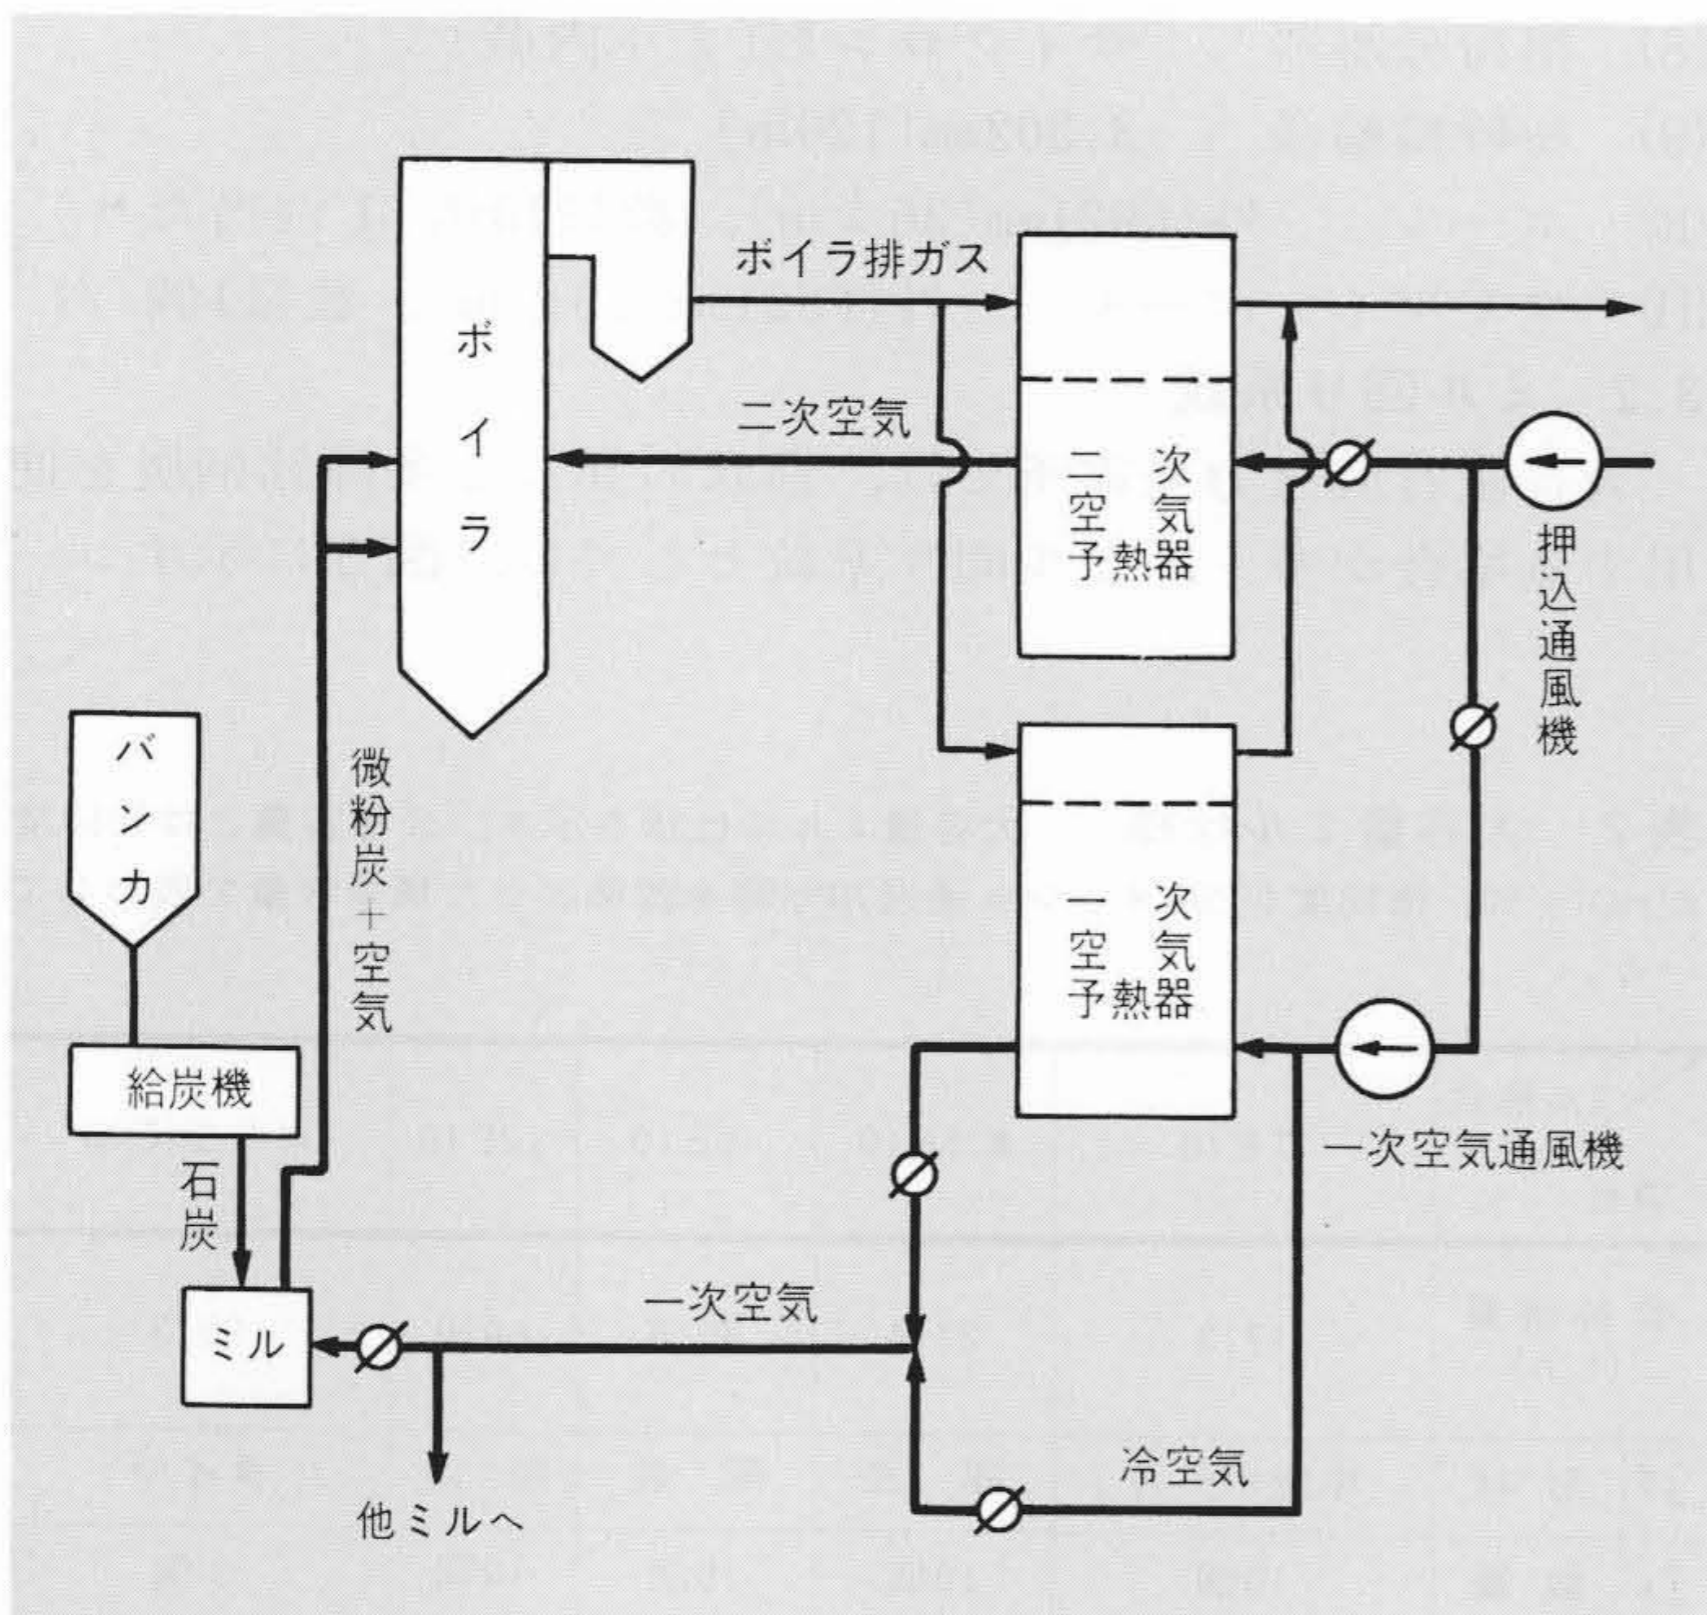 ボイラ排ガス
ボイラ
二次空気
二次
空気
予熱器
押込通風機
バンカ
微粉炭+空気
一次
空気
予熱器
給炭機
一次空気通風機
石炭
一次空気
ミル
冷空気
他ミルへ